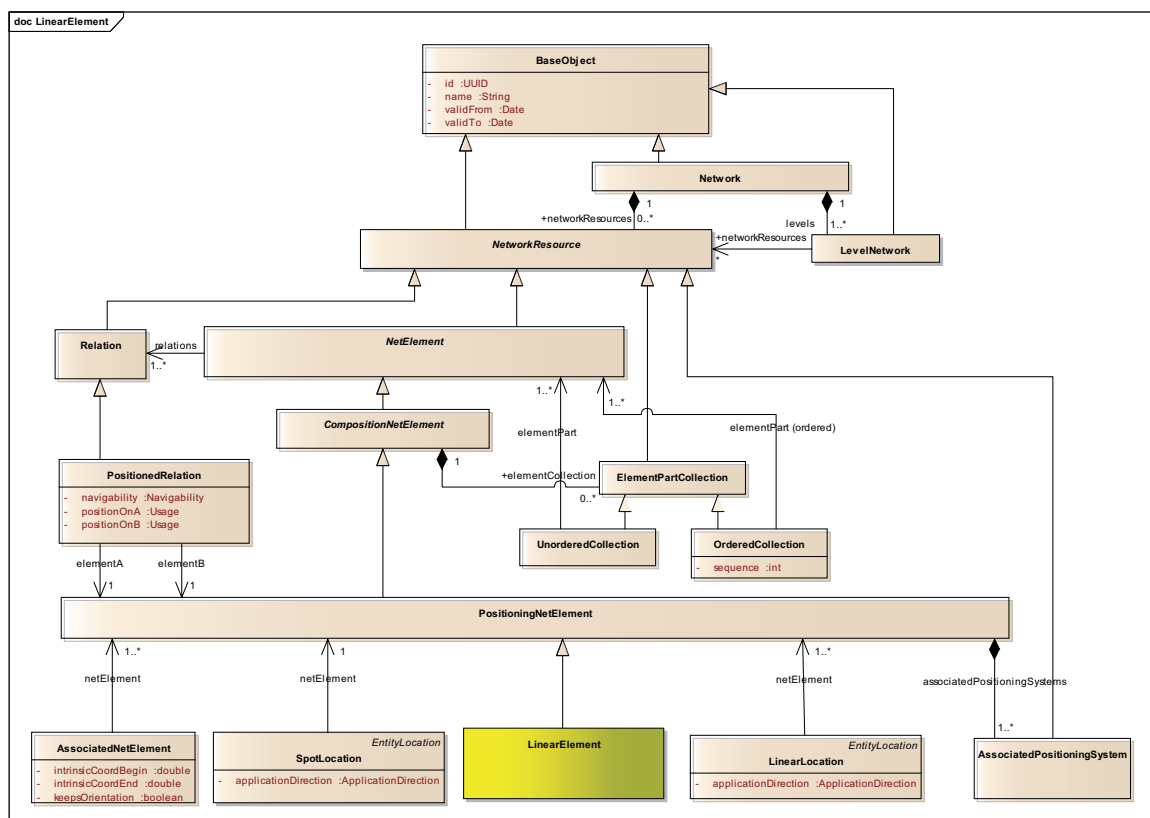 doc LinearElement
BaseObject
- id :UUID
- name :String
- validFrom :Date
- validTo :Date
Network
1
1
+networkResources 0..*
levels 1..*
+networkResources
*
NetworkResource
LevelNetwork
Relation
relations
1..*
NetElement
1..*
1..*
CompositionNetElement
elementPart
elementPart (ordered)
1
+elementCollection
0..*
ElementPartCollection
PositionedRelation
- navigability :Navigability
- positionOnA :Usage
- positionOnB :Usage
UnorderedCollection
OrderedCollection
- sequence :int
elementA
1
elementB
1
PositioningNetElement
1..*
1
1..*
netElement
netElement
netElement
associatedPositioningSystems
1..*
AssociatedNetElement
- intrinsicCoordBegin :double
- intrinsicCoordEnd :double
- keepsOrientation :boolean
EntityLocation
SpotLocation
- applicationDirection :ApplicationDirection
LinearElement
EntityLocation
LinearLocation
- applicationDirection :ApplicationDirection
AssociatedPositioningSystem